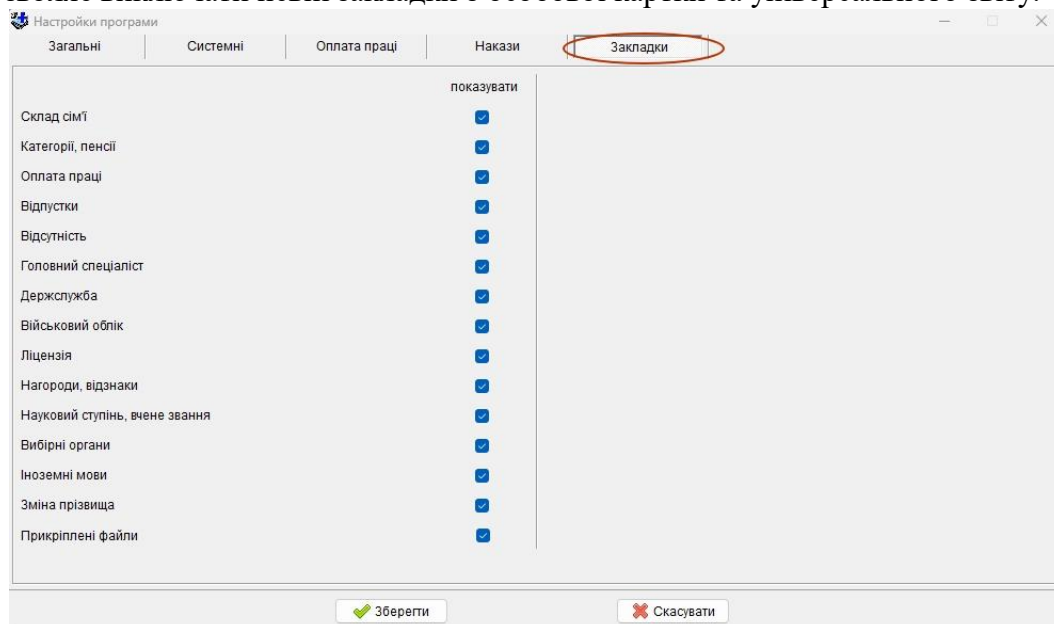 Настройки програми
Загальні Системні Оплата праці Накази Закладки
показувати
Склад сім'ї
Категорії, пенсії
Оплата праці
Відпустки
Відсутність
Головний спеціаліст
Держслужба
Військовий облік
Ліцензія
Нагороди, відзнаки
Науковий ступінь, вчене звання
Вибірні органи
Іноземні мови
Зміна прізвища
Прикріплені файли
Зберегти Скасувати